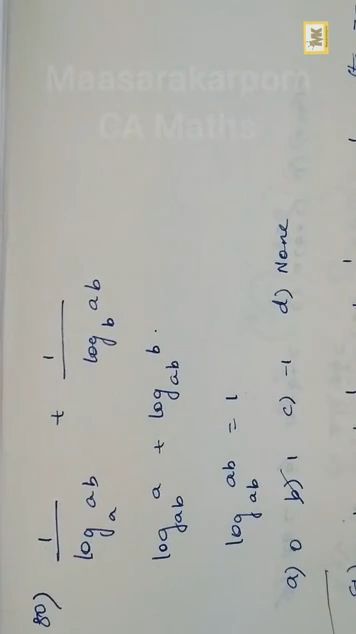 MK
Maasarakarpom
CA Maths
80) 1/log_a ab + 1/log_b ab
log_ab a + log_ab b.
log_ab ab = 1
a) 0 b) 1 c) -1 d) None